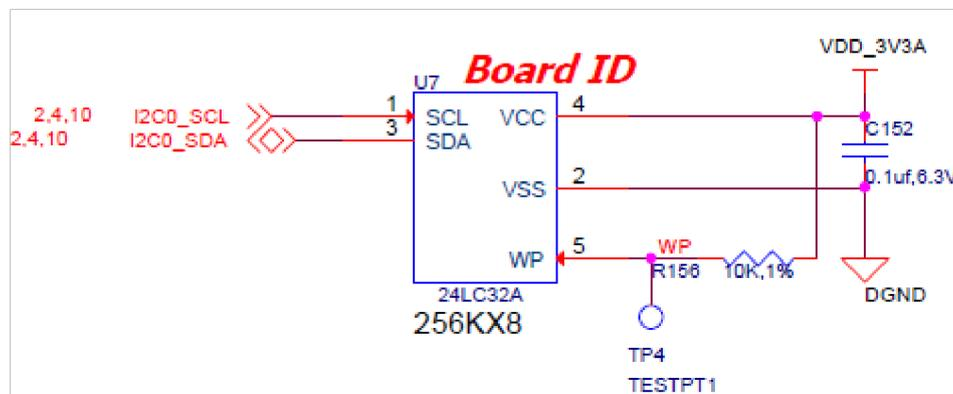 Board ID
VDD_3V3A
U7
2,4,10 I2C0_SCL 1 SCL VCC 4
2,4,10 I2C0_SDA 3 SDA
C152
0.1uf,6.3V
VSS 2
WP 5 WP
R156 10K,1%
24LC32A
256KX8
DGND
TP4
TESTPT1